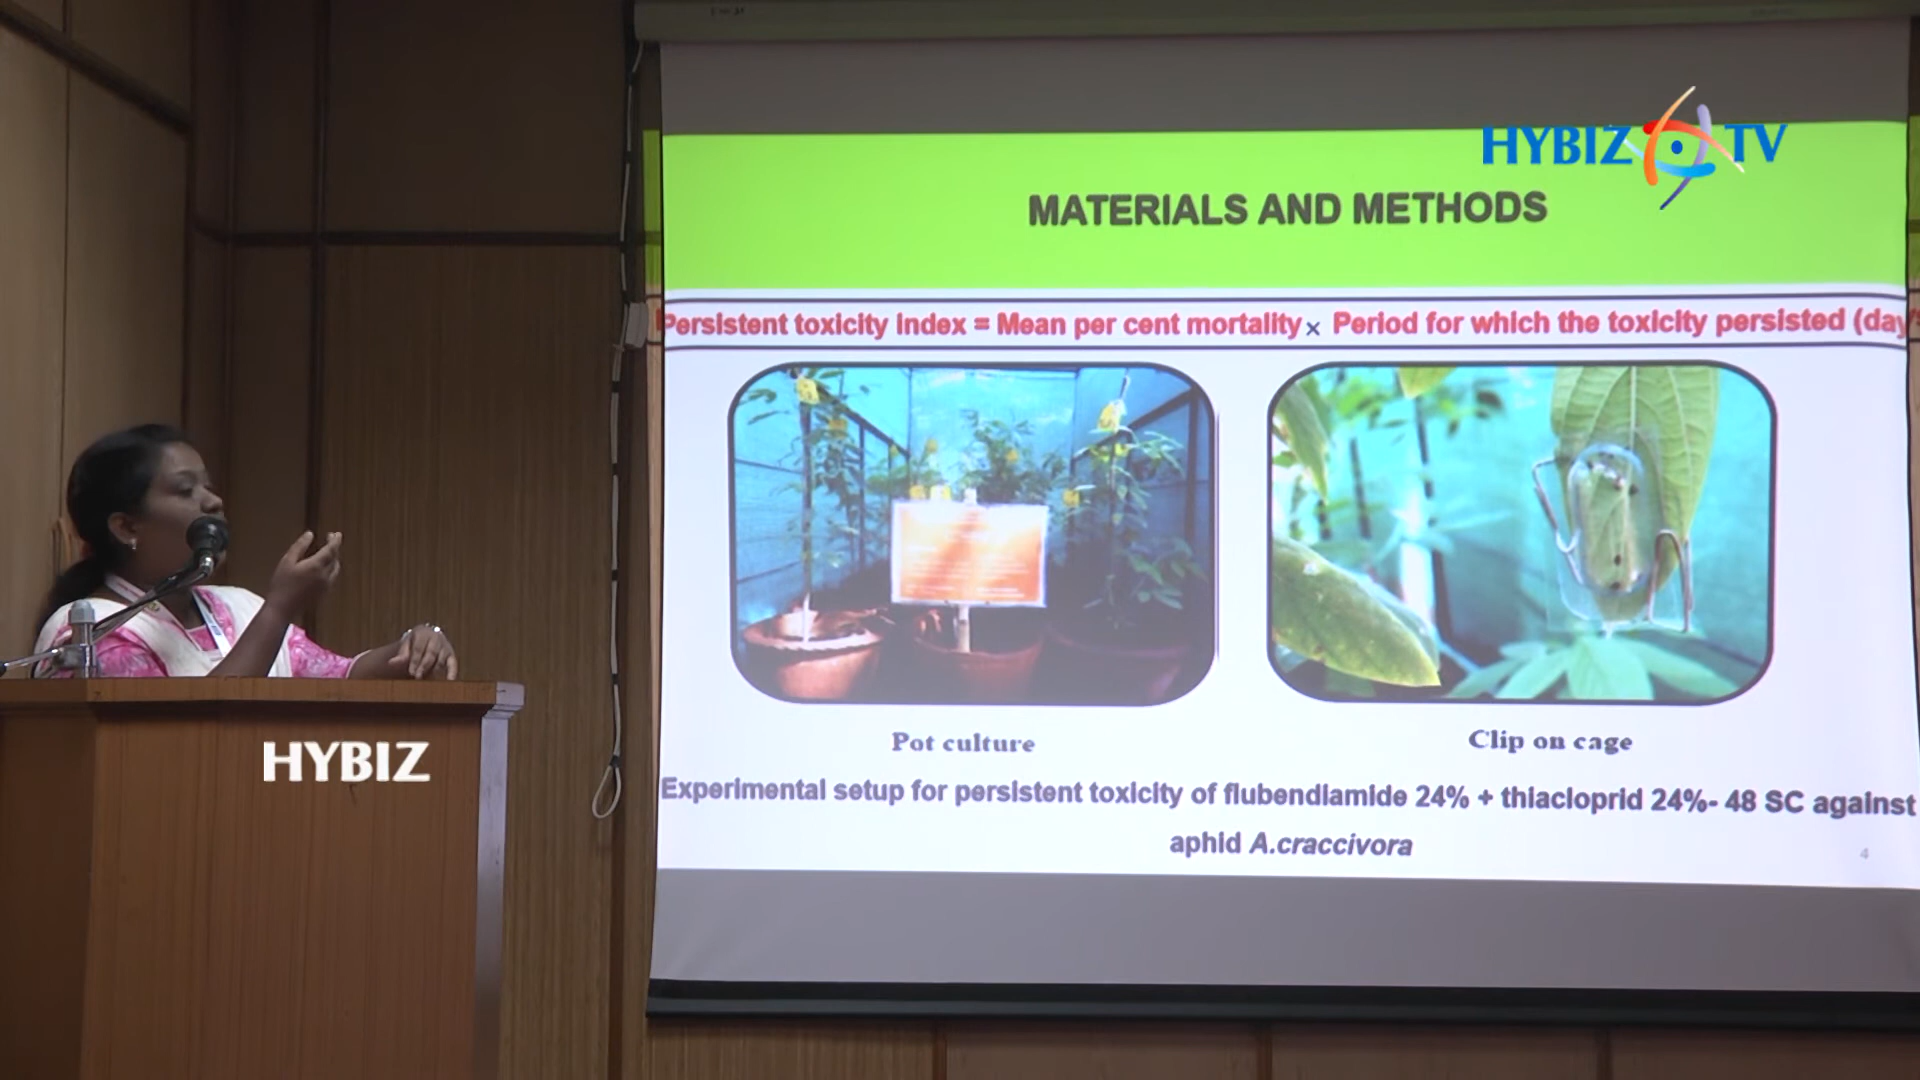 HYBIZ TV
MATERIALS AND METHODS
Persistent toxicity Index = Mean per cent mortality × Period for which the toxicity persisted (day
Pot culture
Clip on cage
Experimental setup for persistent toxicity of flubendiamide 24% + thiacloprid 24%- 48 SC against
aphid A.craccivora
4
HYBIZ